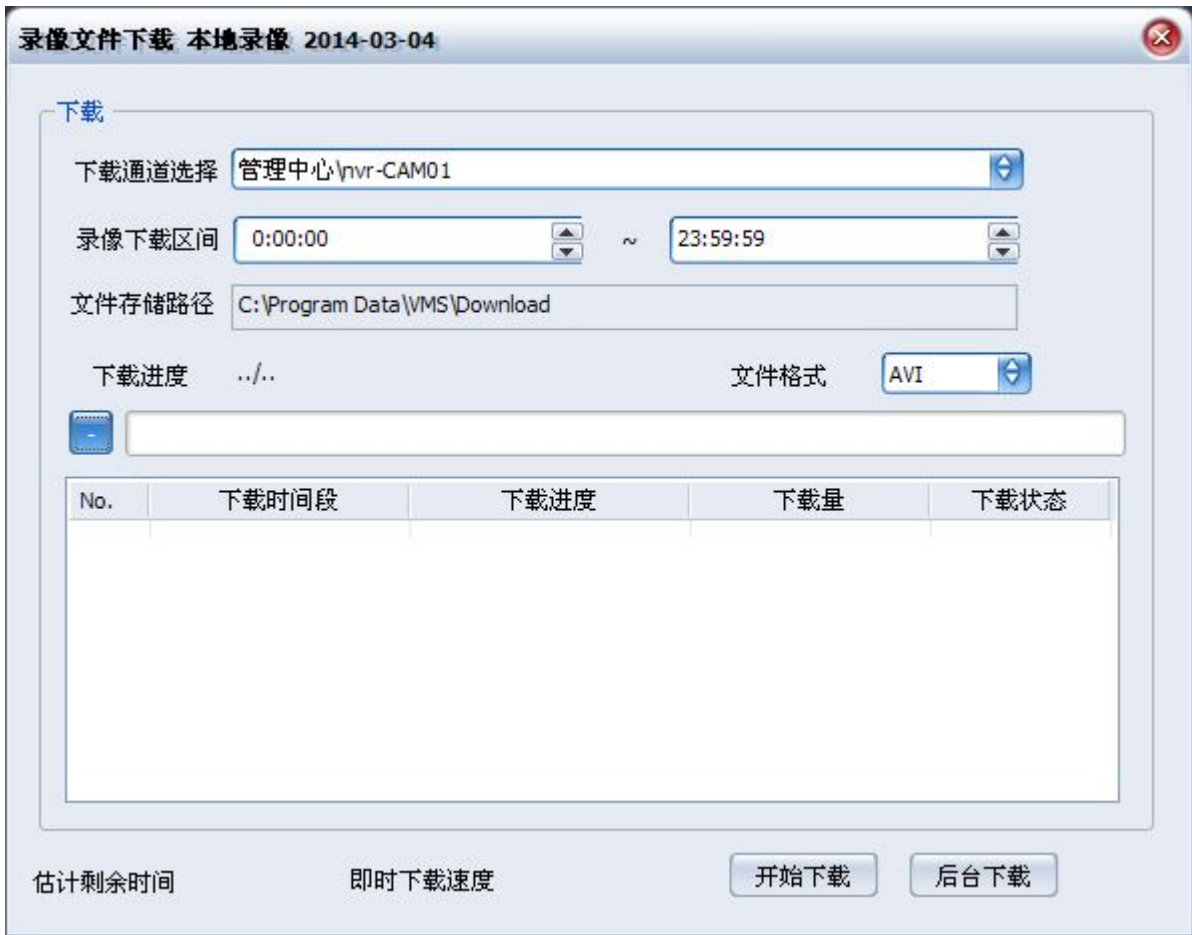 录像文件下载 本地录像 2014-03-04
下载
下载通道选择 管理中心\nvr-CAM01
录像下载区间 0:00:00 ~ 23:59:59
文件存储路径 C:\Program Data\VMS\Download
下载进度 ../.. 文件格式 AVI
-
No. 下载时间段 下载进度 下载量 下载状态
估计剩余时间 即时下载速度 开始下载 后台下载